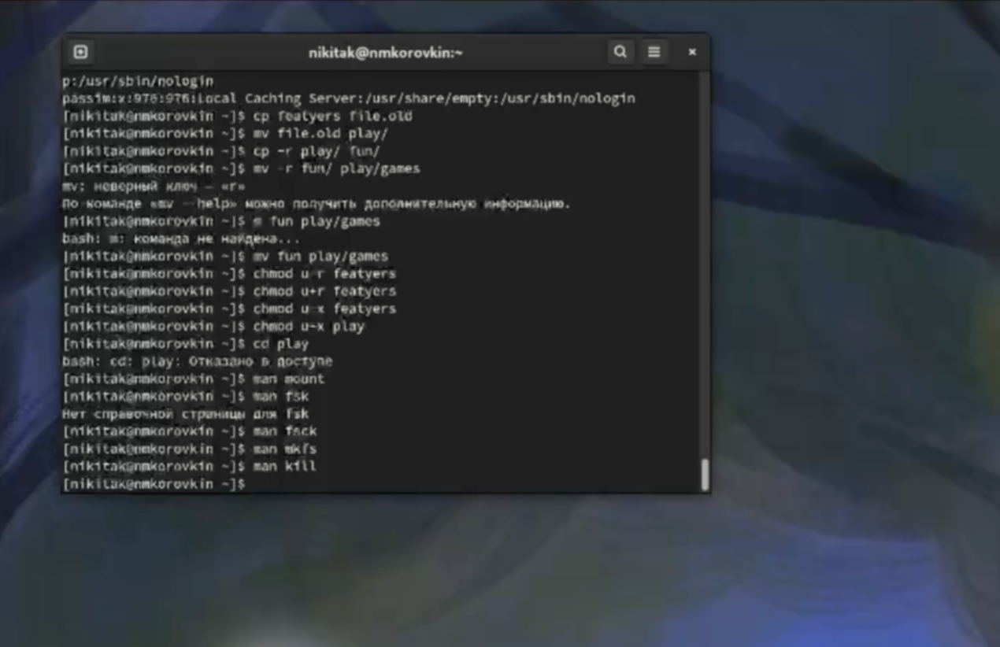 nikitak@nmkorovkin:~
p:/usr/sbin/nologin
passim:x:976:976:Local Caching Server:/usr/share/empty:/usr/sbin/nologin
[nikitak@nmkorovkin ~]$ cp featyers file.old
[nikitak@nmkorovkin ~]$ mv file.old play/
[nikitak@nmkorovkin ~]$ cp -r play/ fun/
[nikitak@nmkorovkin ~]$ mv -r fun/ play/games
mv: неверный ключ — «r»
По команде «mv --help» можно получить дополнительную информацию.
[nikitak@nmkorovkin ~]$ m fun play/games
bash: m: команда не найдена...
[nikitak@nmkorovkin ~]$ mv fun play/games
[nikitak@nmkorovkin ~]$ chmod u-r featyers
[nikitak@nmkorovkin ~]$ chmod u+r featyers
[nikitak@nmkorovkin ~]$ chmod u-x featyers
[nikitak@nmkorovkin ~]$ chmod u-x play
[nikitak@nmkorovkin ~]$ cd play
bash: cd: play: Отказано в доступе
[nikitak@nmkorovkin ~]$ man mount
[nikitak@nmkorovkin ~]$ man fsk
Нет справочной страницы для fsk
[nikitak@nmkorovkin ~]$ man fsck
[nikitak@nmkorovkin ~]$ man mkfs
[nikitak@nmkorovkin ~]$ man kill
[nikitak@nmkorovkin ~]$